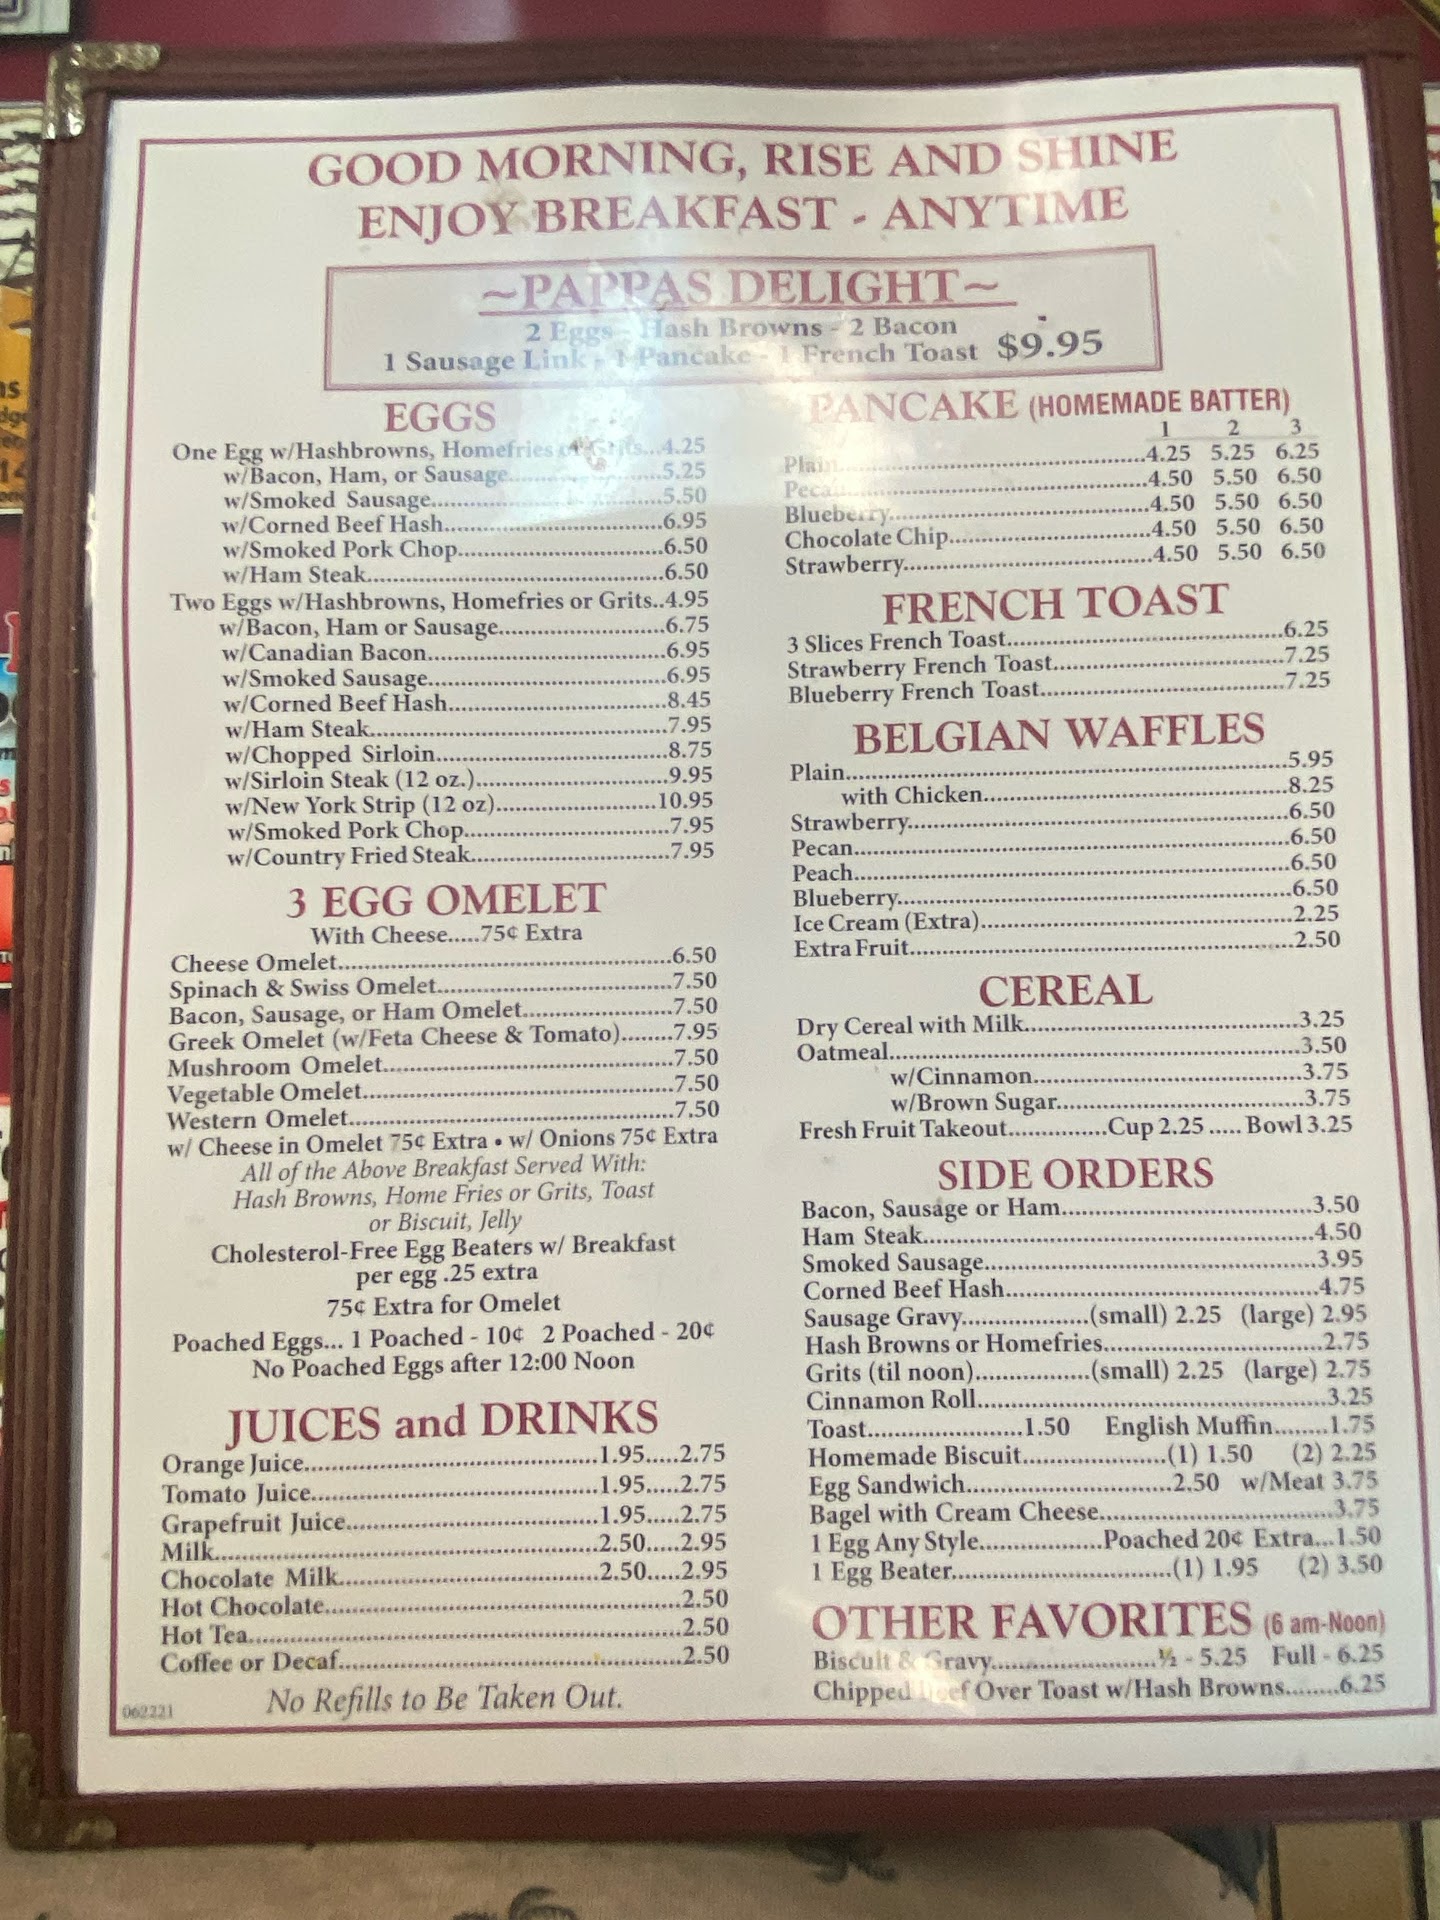 GOOD MORNING, RISE AND SHINE
ENJOY BREAKFAST - ANYTIME
~PAPPAS DELIGHT~
2 Eggs - Hash Browns - 2 Bacon
1 Sausage Link - 1 Pancake - 1 French Toast $9.95
EGGS
One Egg w/Hashbrowns, Homefries or Grits...4.25
w/Bacon, Ham, or Sausage...5.25
w/Smoked Sausage...5.50
w/Corned Beef Hash...6.95
w/Smoked Pork Chop...6.50
w/Ham Steak...6.50
Two Eggs w/Hashbrowns, Homefries or Grits..4.95
w/Bacon, Ham or Sausage...6.75
w/Canadian Bacon...6.95
w/Smoked Sausage...6.95
w/Corned Beef Hash...8.45
w/Ham Steak...7.95
w/Chopped Sirloin...8.75
w/Sirloin Steak (12 oz.)...9.95
w/New York Strip (12 oz)...10.95
w/Smoked Pork Chop...7.95
w/Country Fried Steak...7.95
3 EGG OMELET
With Cheese.....75¢ Extra
Cheese Omelet...6.50
Spinach & Swiss Omelet...7.50
Bacon, Sausage, or Ham Omelet...7.50
Greek Omelet (w/Feta Cheese & Tomato)...7.95
Mushroom Omelet...7.50
Vegetable Omelet...7.50
Western Omelet...7.50
w/ Cheese in Omelet 75¢ Extra • w/ Onions 75¢ Extra
All of the Above Breakfast Served With:
Hash Browns, Home Fries or Grits, Toast
or Biscuit, Jelly
Cholesterol-Free Egg Beaters w/ Breakfast
per egg .25 extra
75¢ Extra for Omelet
Poached Eggs... 1 Poached - 10¢ 2 Poached - 20¢
No Poached Eggs after 12:00 Noon
JUICES and DRINKS
Orange Juice...1.95.....2.75
Tomato Juice...1.95.....2.75
Grapefruit Juice...1.95.....2.75
Milk...2.50.....2.95
Chocolate Milk...2.50.....2.95
Hot Chocolate...2.50
Hot Tea...2.50
Coffee or Decaf...2.50
No Refills to Be Taken Out.
062221
PANCAKE (HOMEMADE BATTER)
1 2 3
Plain...4.25 5.25 6.25
Pecan...4.50 5.50 6.50
Blueberry...4.50 5.50 6.50
Chocolate Chip...4.50 5.50 6.50
Strawberry...4.50 5.50 6.50
FRENCH TOAST
3 Slices French Toast...6.25
Strawberry French Toast...7.25
Blueberry French Toast...7.25
BELGIAN WAFFLES
Plain...5.95
with Chicken...8.25
Strawberry...6.50
Pecan...6.50
Peach...6.50
Blueberry...6.50
Ice Cream (Extra)...2.25
Extra Fruit...2.50
CEREAL
Dry Cereal with Milk...3.25
Oatmeal...3.50
w/Cinnamon...3.75
w/Brown Sugar...3.75
Fresh Fruit Takeout...Cup 2.25 ..... Bowl 3.25
SIDE ORDERS
Bacon, Sausage or Ham...3.50
Ham Steak...4.50
Smoked Sausage...3.95
Corned Beef Hash...4.75
Sausage Gravy...(small) 2.25 (large) 2.95
Hash Browns or Homefries...2.75
Grits (til noon)...(small) 2.25 (large) 2.75
Cinnamon Roll...3.25
Toast...1.50 English Muffin...1.75
Homemade Biscuit...(1) 1.50 (2) 2.25
Egg Sandwich...2.50 w/Meat 3.75
Bagel with Cream Cheese...3.75
1 Egg Any Style...Poached 20¢ Extra...1.50
1 Egg Beater...(1) 1.95 (2) 3.50
OTHER FAVORITES (6 am-Noon)
Biscuit & Gravy...½ - 5.25 Full - 6.25
Chipped Beef Over Toast w/Hash Browns...6.25